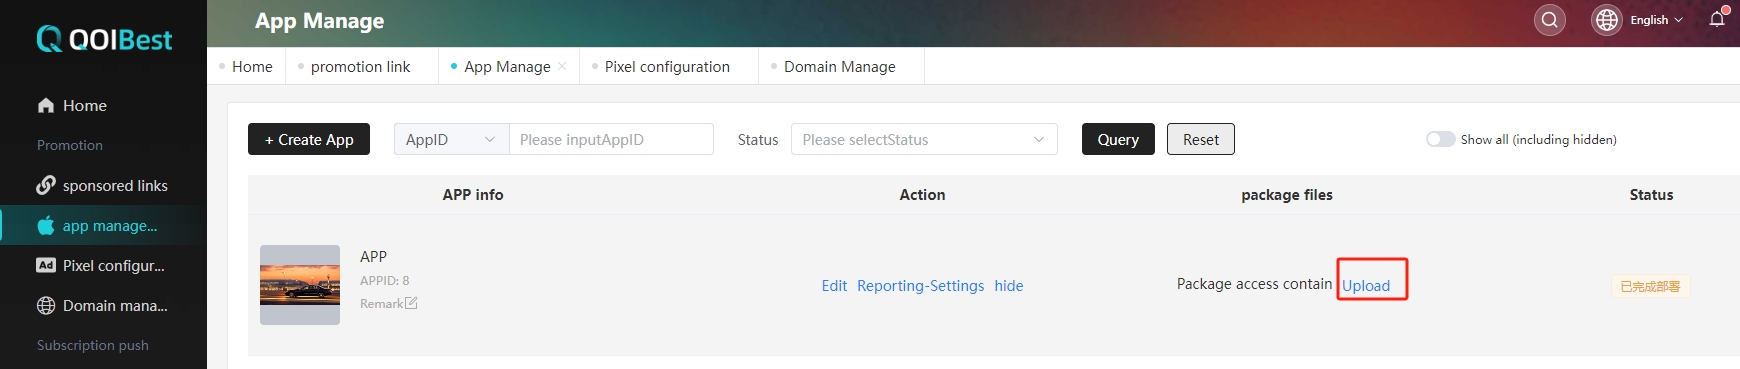 QOIBest
App Manage
English
Home
promotion link
App Manage
Pixel configuration
Domain Manage
Home
Promotion
sponsored links
app manage...
Ad Pixel configur...
Domain mana...
Subscription push
+ Create App
AppID
Please inputAppID
Status
Please selectStatus
Query
Reset
Show all (including hidden)
APP info
Action
package files
Status
APP
APPID: 8
Remark
Edit Reporting-Settings hide
Package access contain Upload
已完成部署